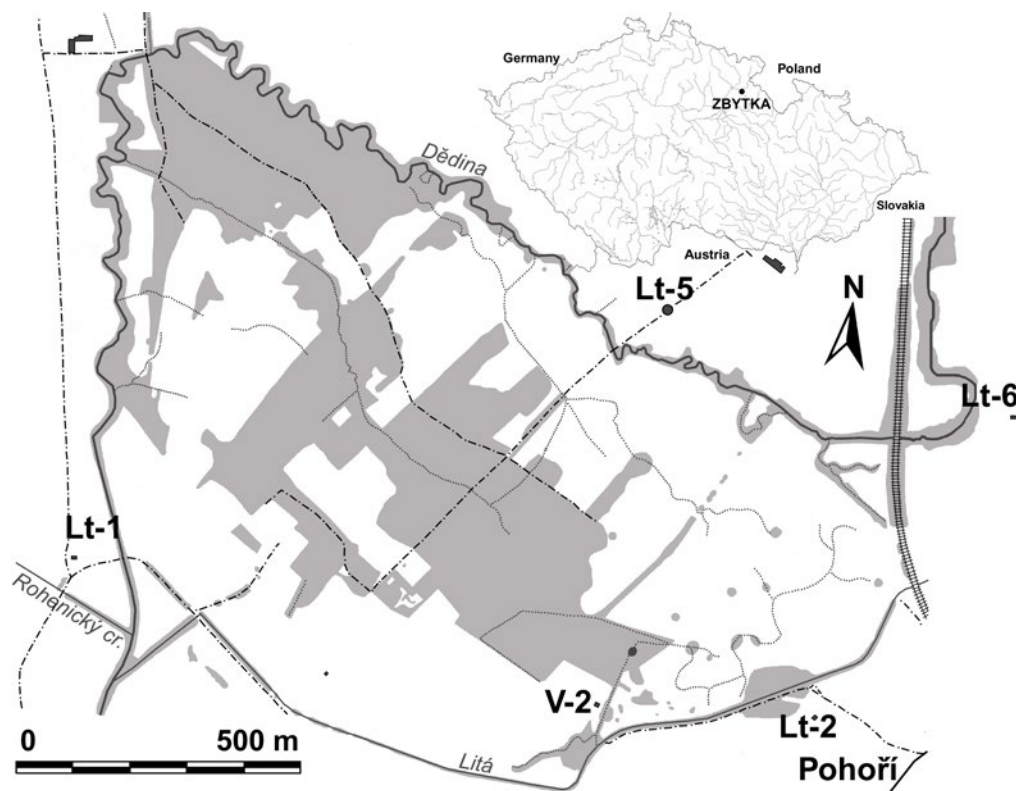 Germany
Poland
ZBYTKA
Dědina
Slovakia
Austria
Lt-5
N
Lt-6
Lt-1
Rohenický cr.
V-2
Lt-2
0 500 m
Litá
Pohoří